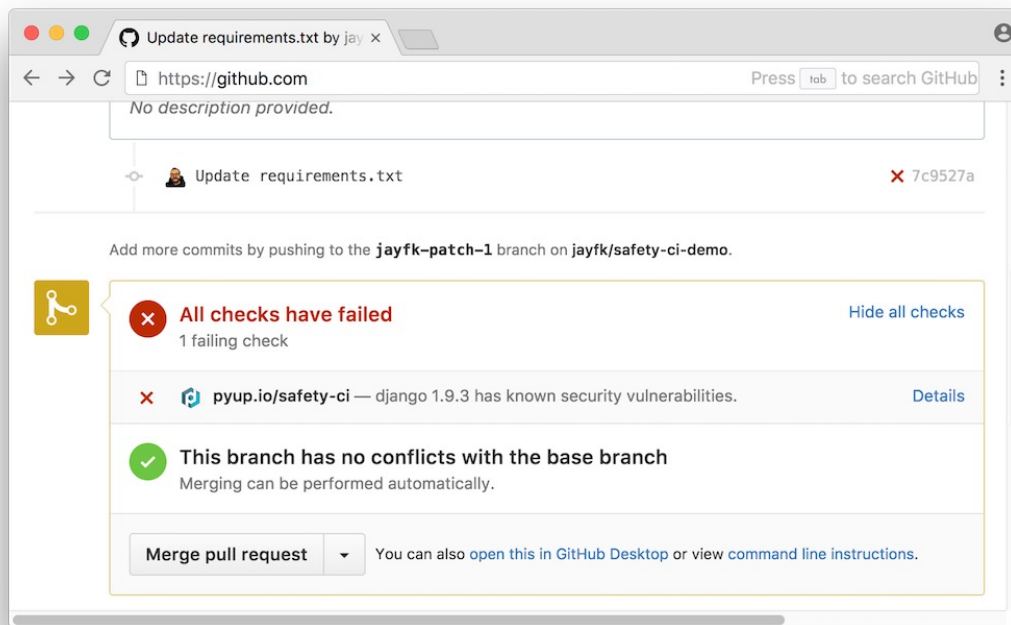 Update requirements.txt by jay
https://github.com Press tab to search GitHub
No description provided.
Update requirements.txt 7c9527a
Add more commits by pushing to the jayfk-patch-1 branch on jayfk/safety-ci-demo.
All checks have failed Hide all checks
1 failing check
pyup.io/safety-ci — django 1.9.3 has known security vulnerabilities. Details
This branch has no conflicts with the base branch
Merging can be performed automatically.
Merge pull request You can also open this in GitHub Desktop or view command line instructions.